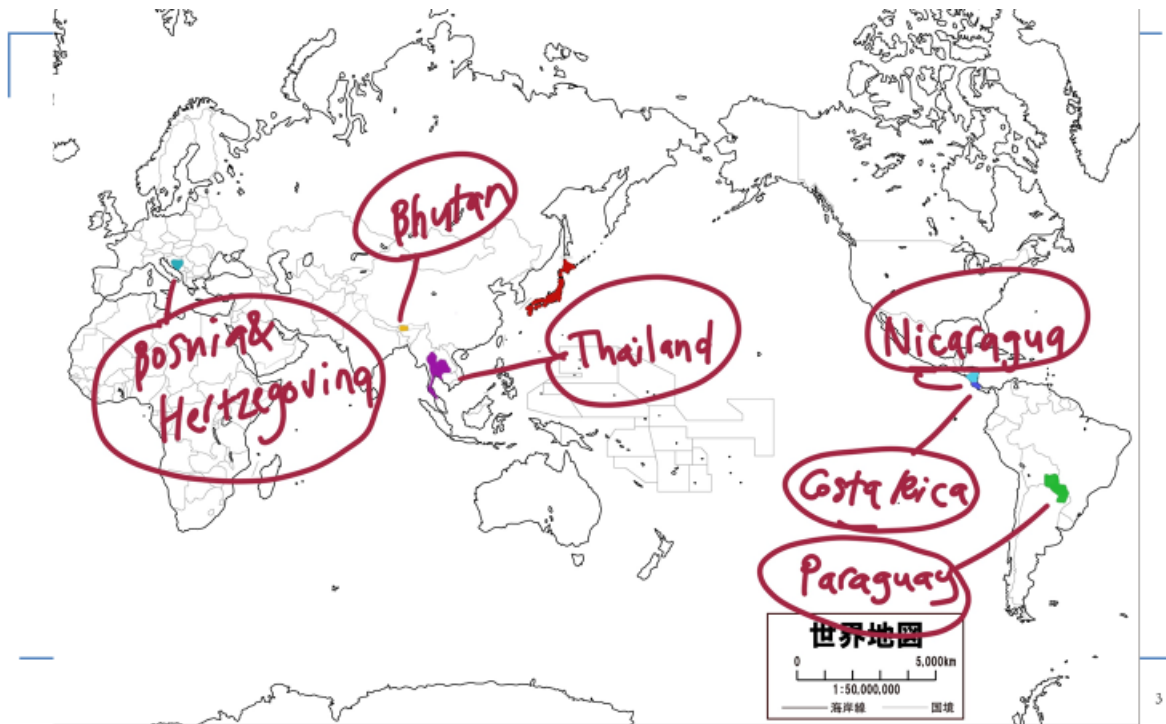 Bhutan
Bosnia&
Hertzegovina
Thailand
Nicaragua
Costa Rica
Paraguay
世界地図
0 5,000km
1:50,000,000
海岸線 国境
3